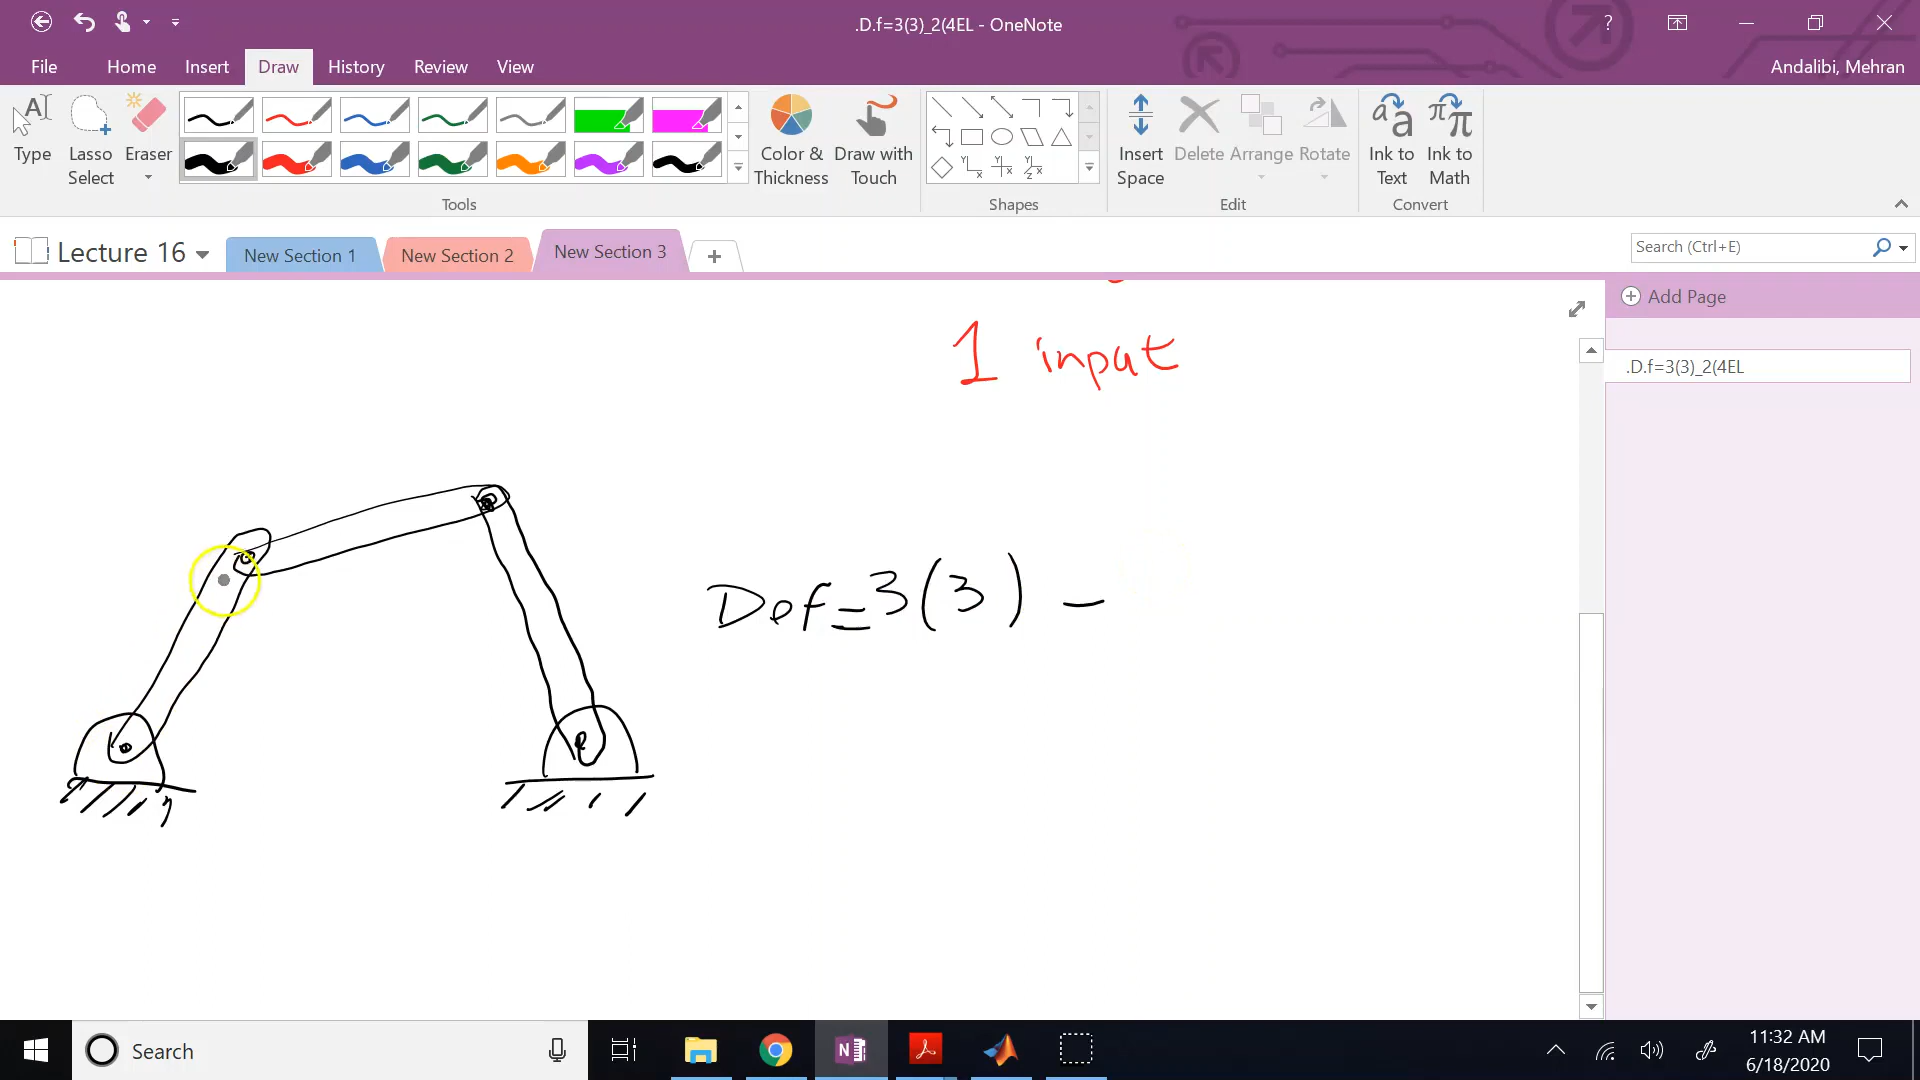 .D.f=3(3)_2(4EL - OneNote
?
File Home Insert Draw History Review View
Andalibi, Mehran
Type
Lasso Select
Eraser
Color & Thickness
Draw with Touch
Insert Space
Delete
Arrange
Rotate
Ink to Text
Ink to Math
Tools
Shapes
Edit
Convert
Lecture 16
New Section 1
New Section 2
New Section 3
+
Search (Ctrl+E)
Add Page
.D.f=3(3)_2(4EL
1 input
Dof=3(3) -
Search
11:32 AM
6/18/2020